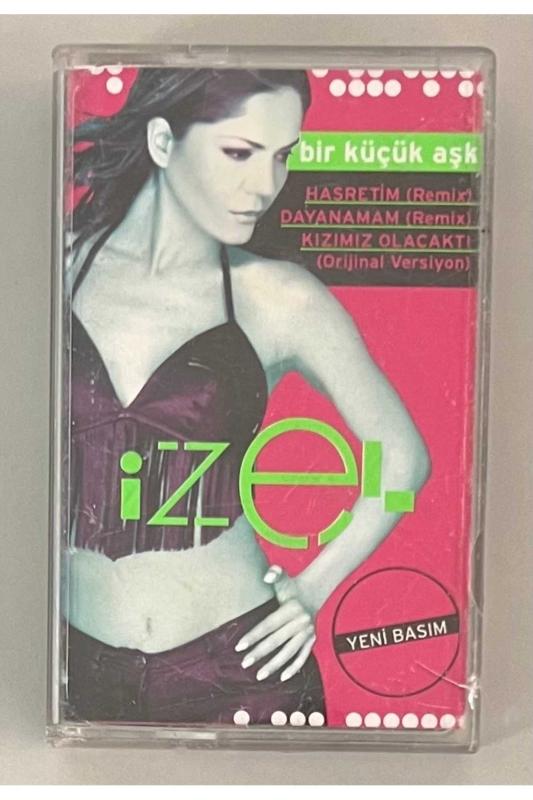 bir küçük aşk
HASRETİM (Remix)
DAYANAMAM (Remix)
KIZIMIZ OLACAKTI
(Orijinal Versiyon)
izel
YENİ BASIM